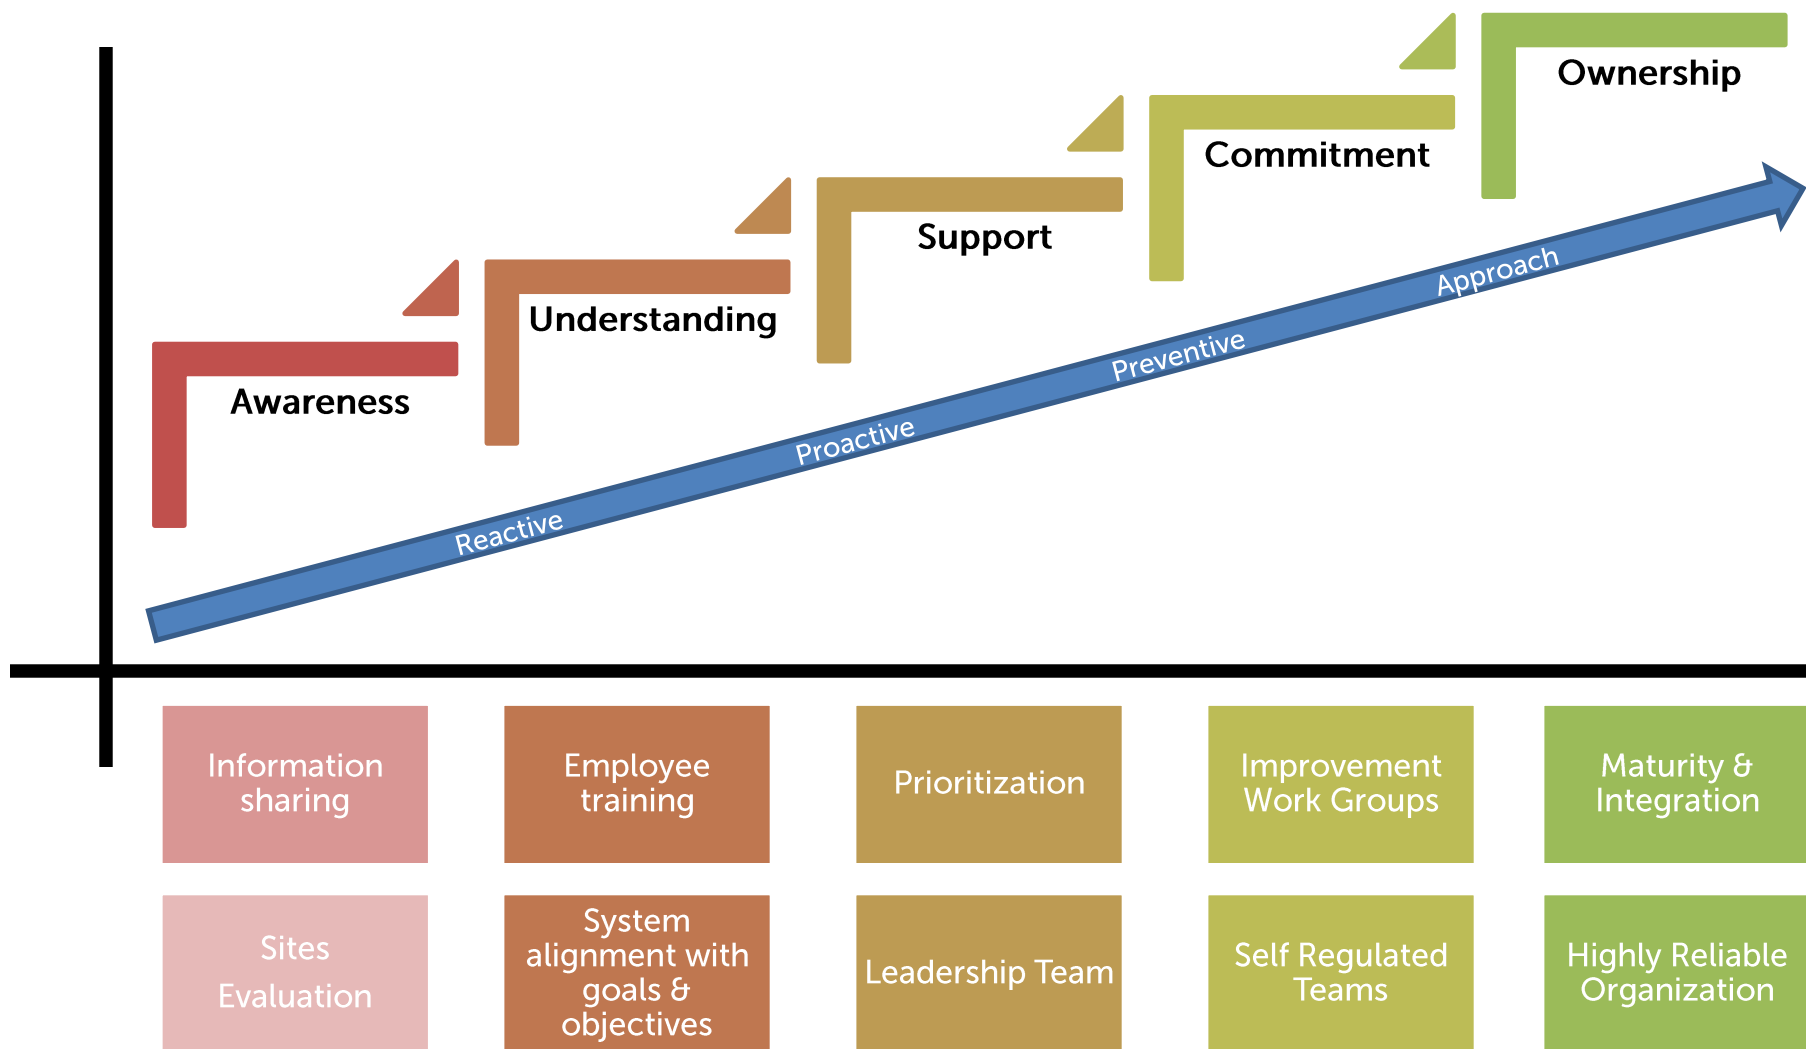 Ownership
Commitment
Support
Understanding
Awareness
Reactive
Proactive
Preventive
Approach
Information
sharing
Employee
training
Prioritization
Improvement
Work Groups
Maturity &
Integration
Sites
Evaluation
System
alignment with
goals &
objectives
Leadership Team
Self Regulated
Teams
Highly Reliable
Organization